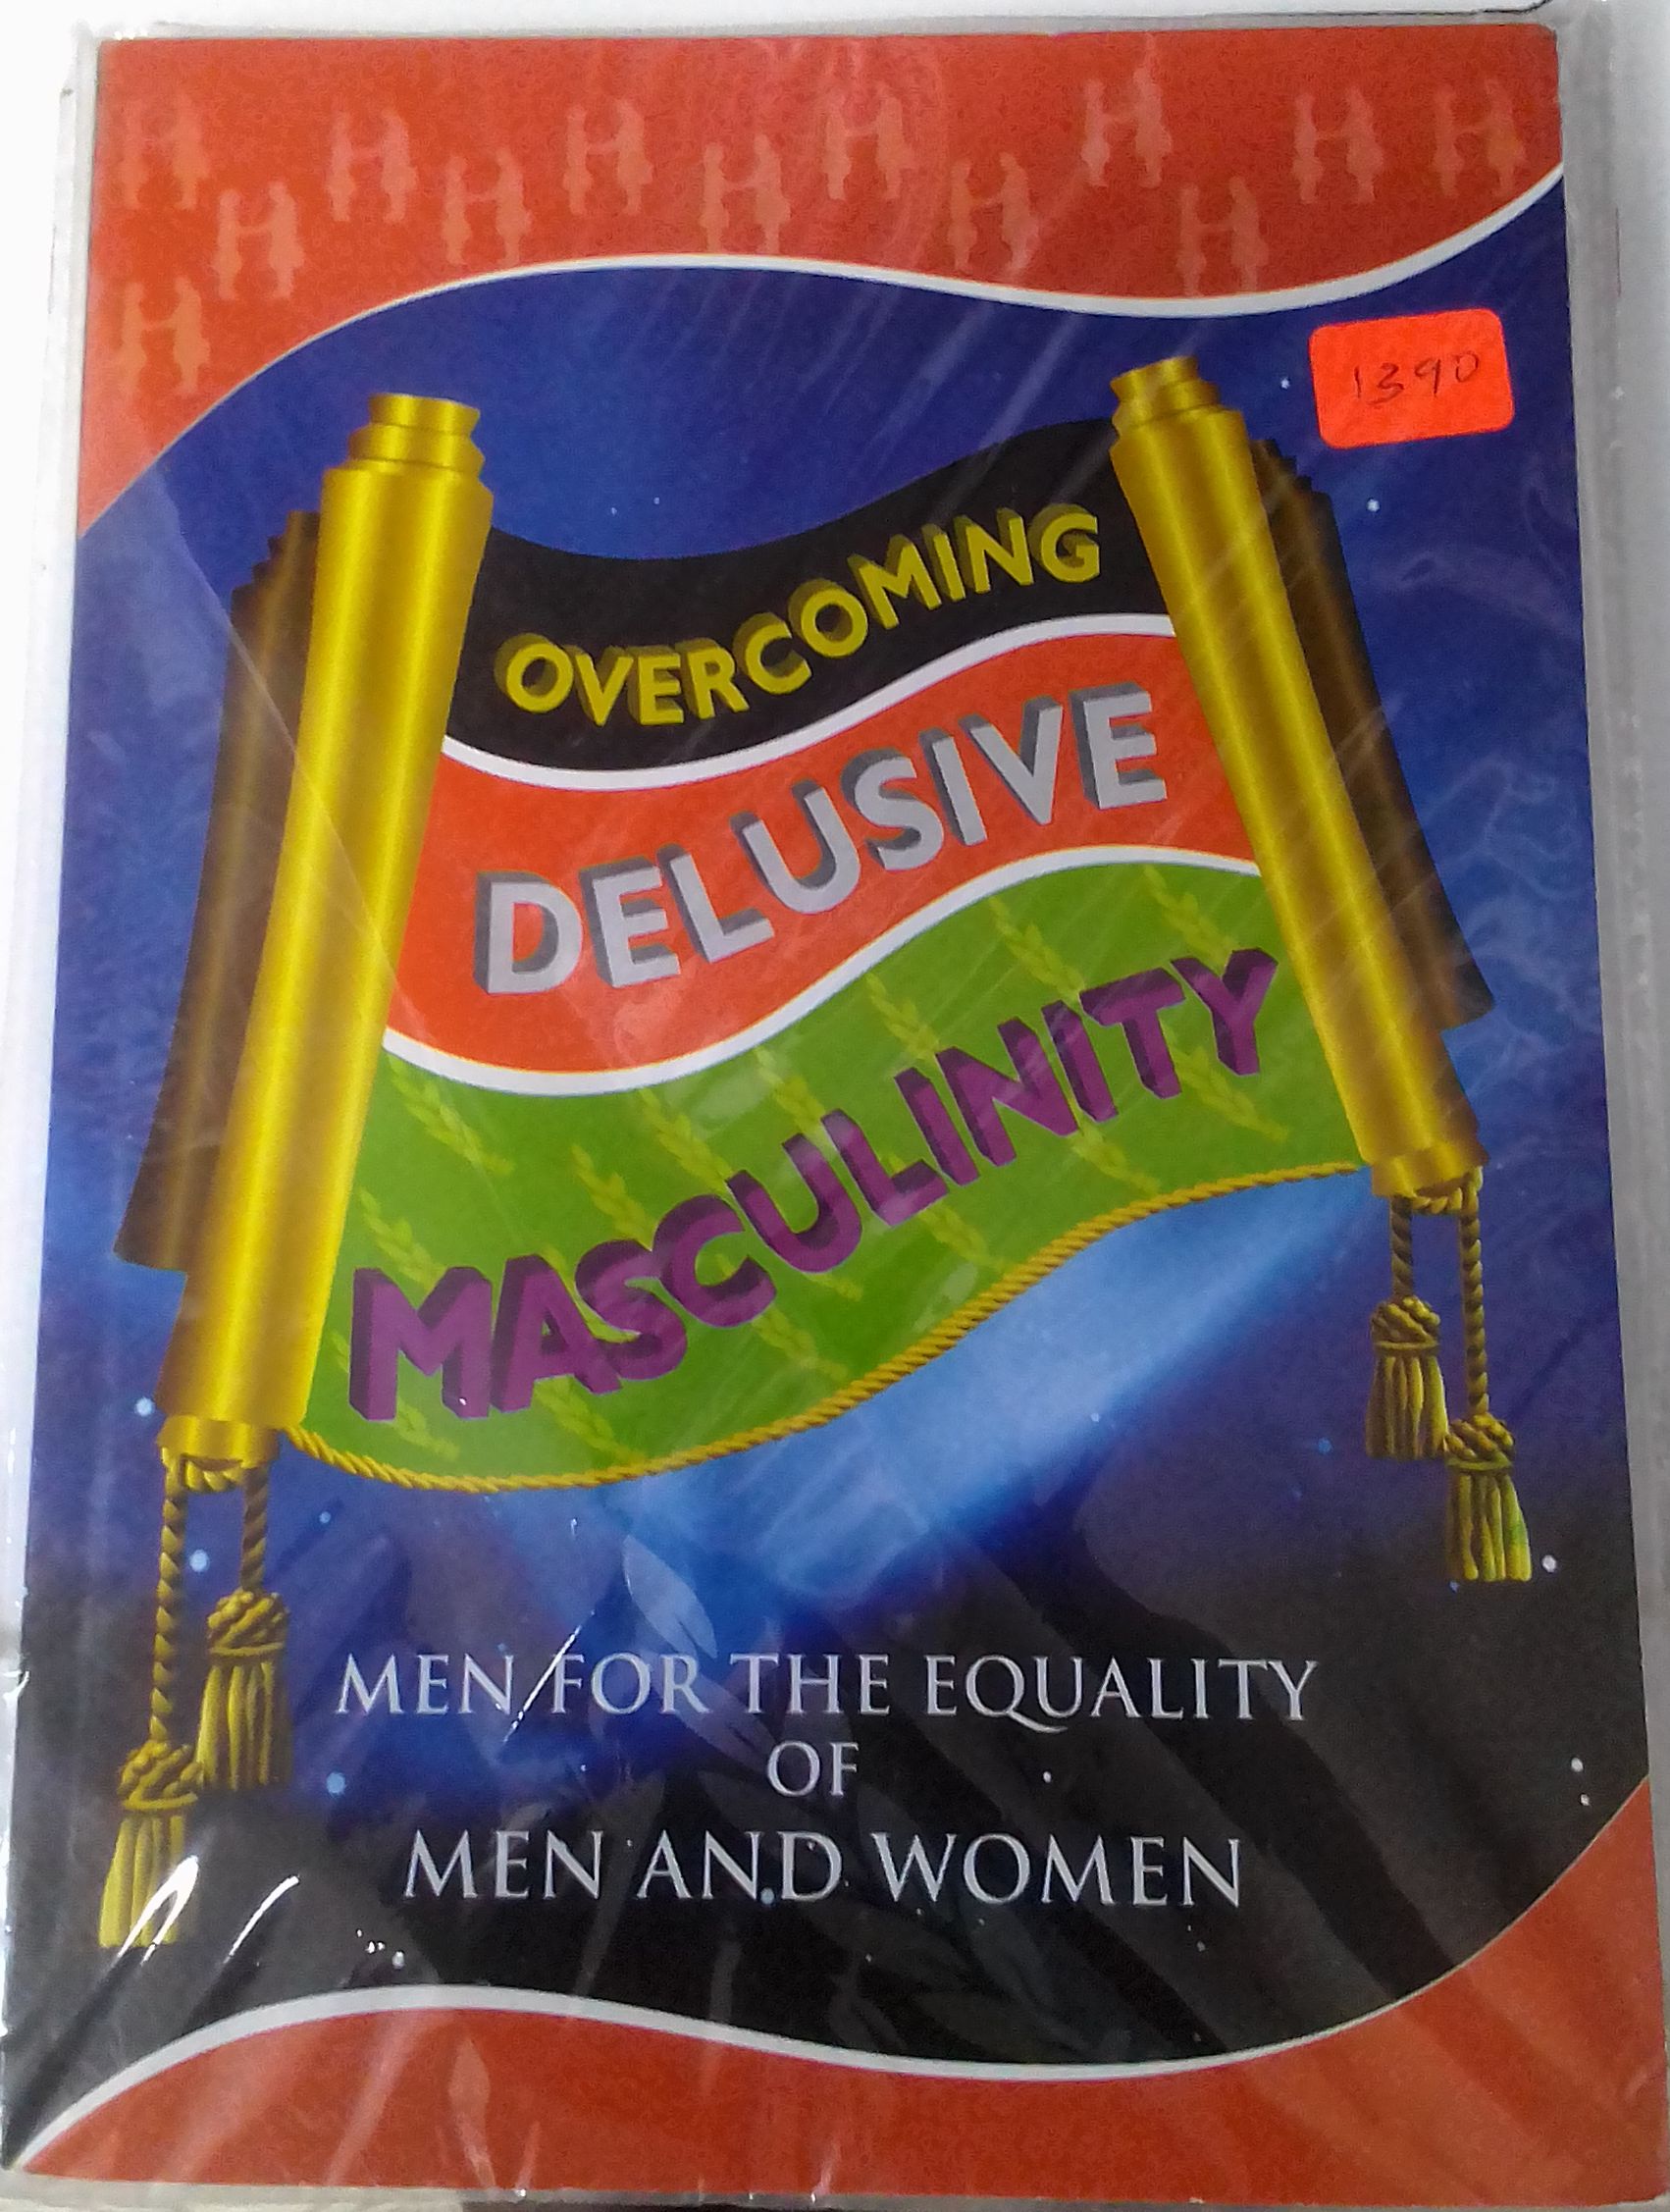 1390
OVERCOMING
DELUSIVE
MASCULINITY
MEN FOR THE EQUALITY
OF
MEN AND WOMEN